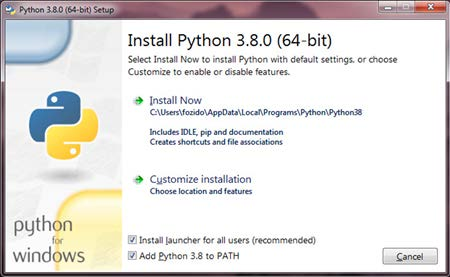 Python 3.8.0 (64-bit) Setup
Install Python 3.8.0 (64-bit)
Select Install Now to install Python with default settings, or choose
Customize to enable or disable features.
Install Now
C:\Users\fozido\AppData\Local\Programs\Python\Python38
Includes IDLE, pip and documentation
Creates shortcuts and file associations
Customize installation
Choose location and features
python
for
windows
Install launcher for all users (recommended)
Add Python 3.8 to PATH
Cancel